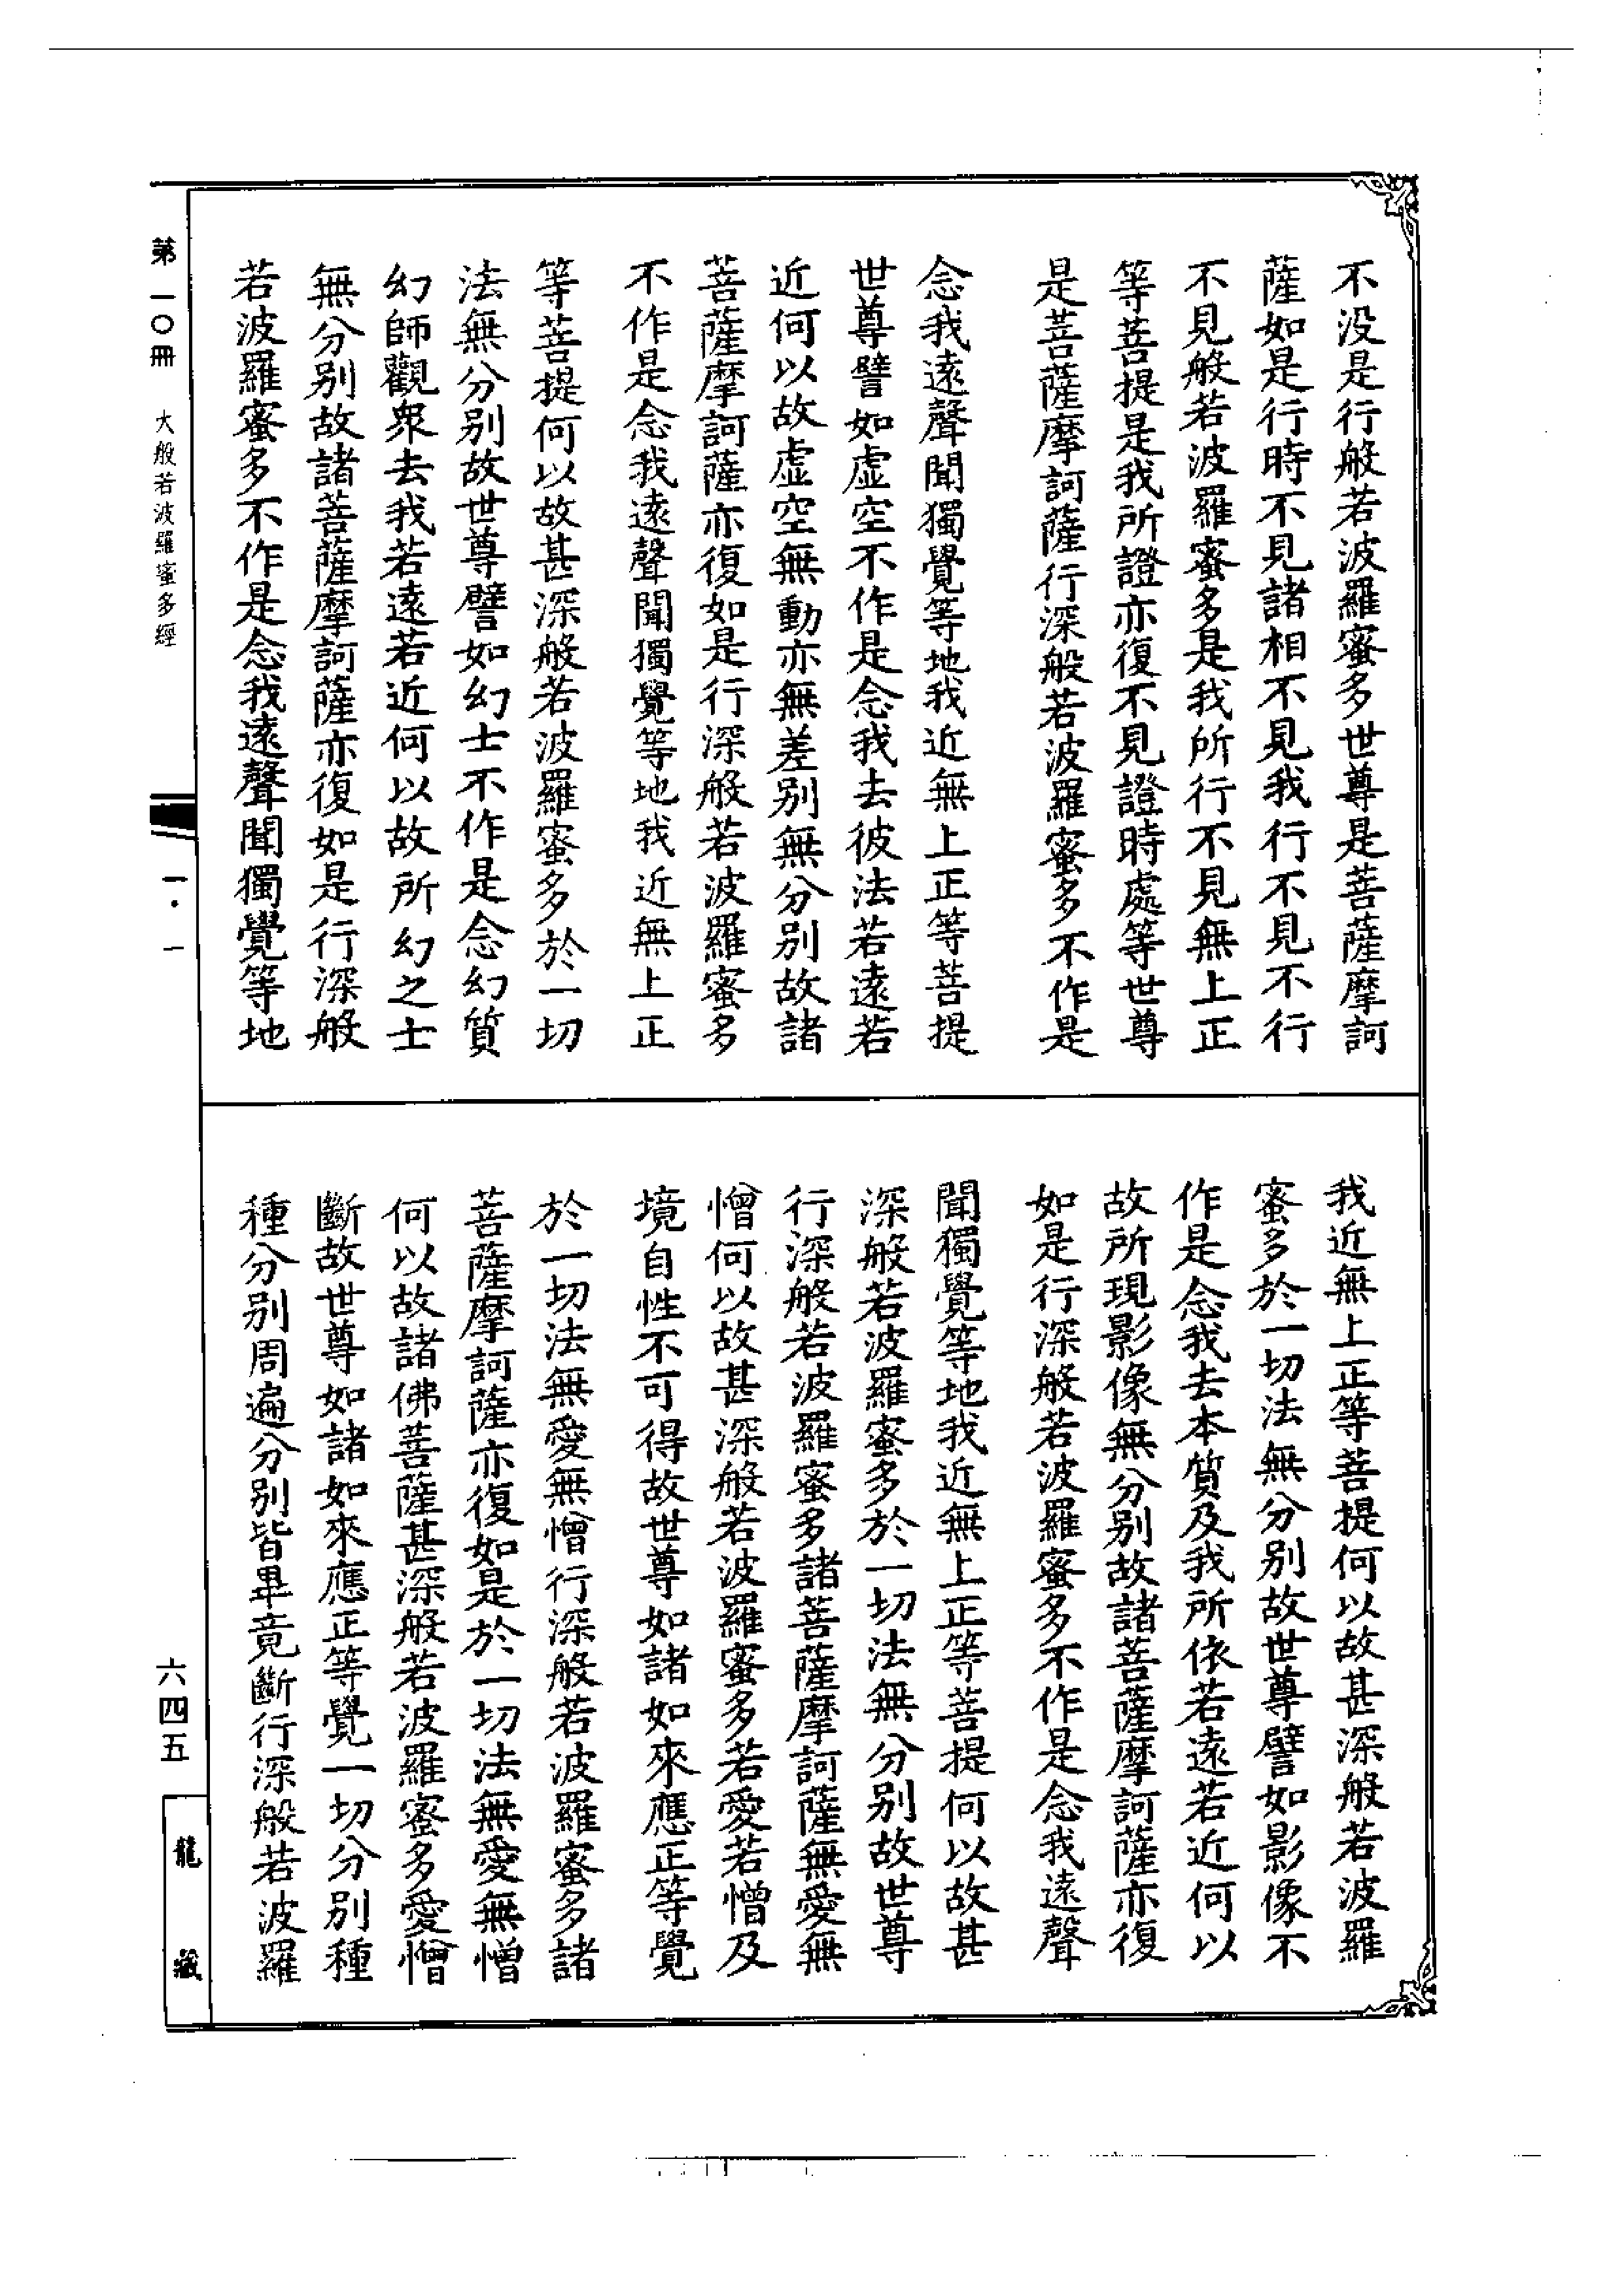 不没是行般若波羅蜜多世尊是菩薩摩訶
薩如是行時不見諸相不見我行不見不行
不見般若波羅蜜多是我所行不見無上正
等菩提是我所證亦復不見證時處等世尊
是菩薩摩訶薩行深般若波羅蜜多不作是
念我遠聲聞獨覺等地我近無上正等菩提
世尊譬如虛空不作是念我去彼法若遠若
近何以故虛空無動亦無差別無分別故諸
菩薩摩訶薩亦復如是行深般若波羅蜜多
不作是念我遠聲聞獨覺等地我近無上正
等菩提何以故甚深般若波羅蜜多於一切
法無分別故世尊譬如幻士不作是念幻質
幻師觀衆去我若遠若近何以故所幻之士
無分別故諸菩薩摩訶薩亦復如是行深般
若波羅蜜多不作是念我遠聲聞獨覺等地
我近無上正等菩提何以故甚深般若波羅
蜜多於一切法無分別故世尊譬如影像不
作是念我去本質及我所依若遠若近何以
故所現影像無分別故諸菩薩摩訶薩亦復
如是行深般若波羅蜜多不作是念我遠聲
聞獨覺等地我近無上正等菩提何以故甚
深般若波羅蜜多於一切法無分別故世尊
行深般若波羅蜜多諸菩薩摩訶薩無愛無
憎何以故甚深般若波羅蜜多若愛若憎及
境自性不可得故世尊如諸如來應正等覺
於一切法無愛無憎行深般若波羅蜜多諸
菩薩摩訶薩亦復如是於一切法無愛無憎
何以故諸佛菩薩甚深般若波羅蜜多愛憎
斷故世尊如諸如來應正等覺一切分別種
種分別周遍分別皆畢竟斷行深般若波羅
第一〇冊 大般若波羅蜜多經
一·一
六四五
龍藏